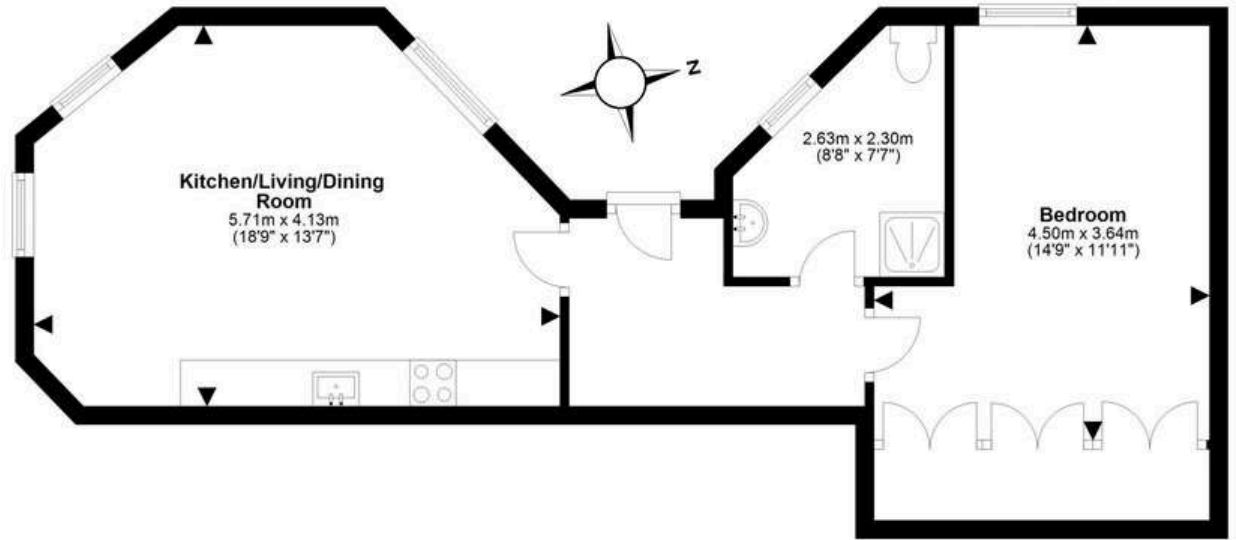 Kitchen/Living/Dining
Room
5.71m x 4.13m
(18'9" x 13'7")
N
2.63m x 2.30m
(8'8" x 7'7")
Bedroom
4.50m x 3.64m
(14'9" x 11'11")